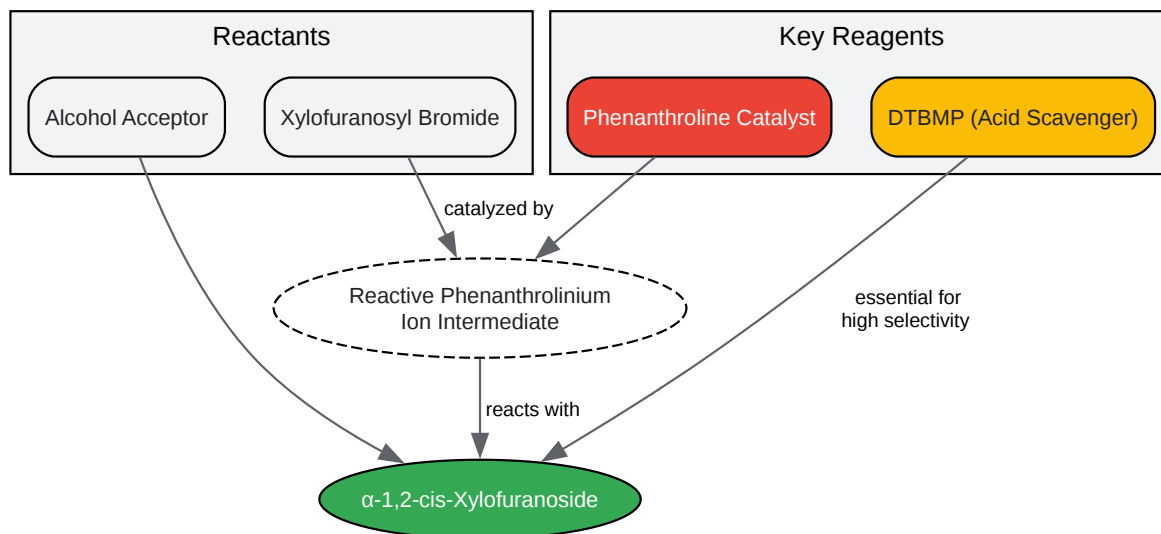 Reactants
Key Reagents
Alcohol Acceptor
Xylofuranosyl Bromide
Phenanthroline Catalyst
DTBMP (Acid Scavenger)
catalyzed by
Reactive Phenanthrolinium
Ion Intermediate
essential for
high selectivity
reacts with
α-1,2-cis-Xylofuranoside